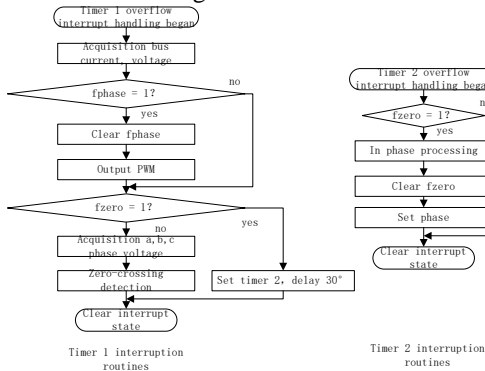 Timer 1 overflow
interrupt handling began
Acquisition bus
current, voltage
no
fphase = 1?
yes
Clear fphase
Output PWM
fzero = 1?
no
yes
Acquisition a,b,c
phase voltage
Zero-crossing
detection
Set timer 2, delay 30°
Clear interrupt
state
Timer 1 interruption
routines
Timer 2 overflow
interrupt handling bega
fzero = 1?
yes
In phase processing
Clear fzero
Set phase
Clear interrupt
state
Timer 2 interruption
routines